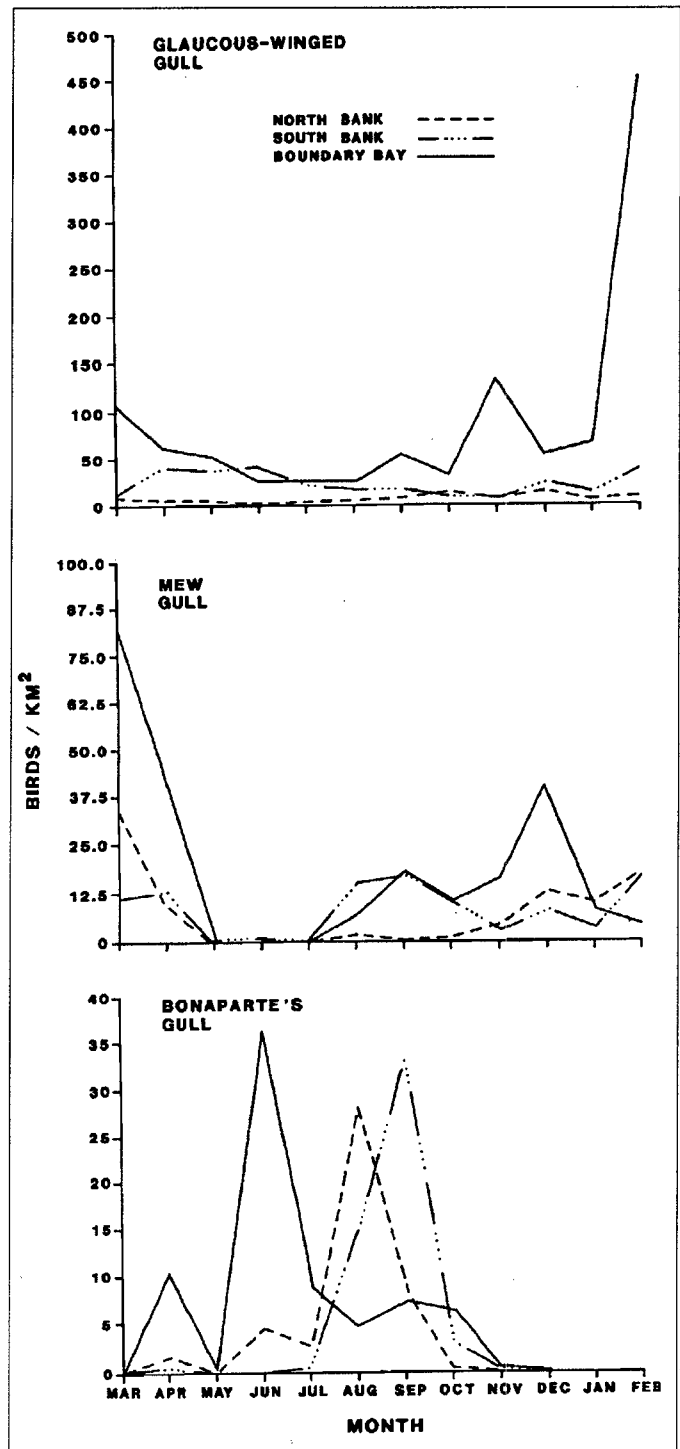 GLAUCOUS-WINGED
GULL
NORTH BANK
SOUTH BANK
BOUNDARY BAY
500
450
400
350
300
250
200
150
100
50
0
MEW
GULL
100.0
87.5
75.0
62.5
50.0
37.5
25.0
12.5
0
BIRDS / KM²
BONAPARTE'S
GULL
40
35
30
25
20
15
10
5
0
MAR APR MAY JUN JUL AUG SEP OCT NOV DEC JAN FEB
MONTH